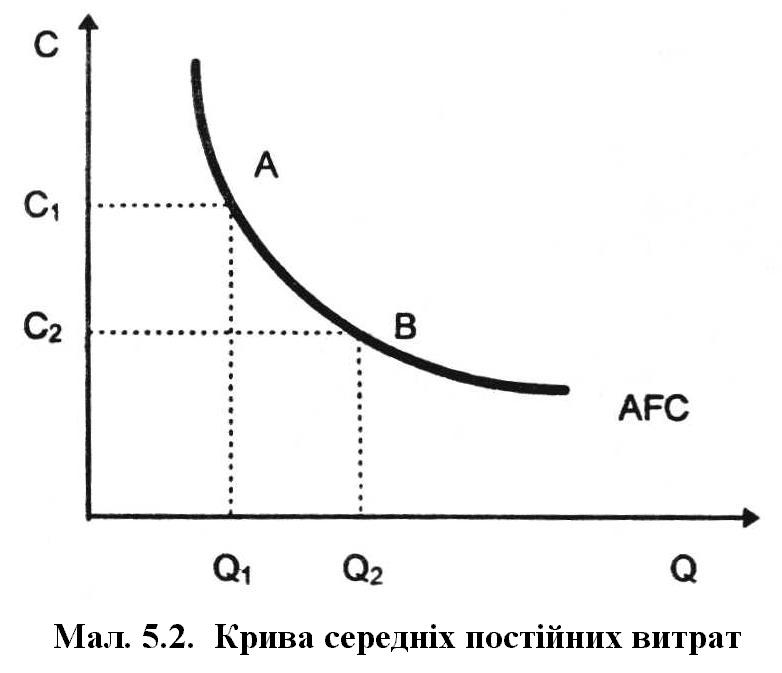 C
A
C₁
C₂
B
AFC
Q₁
Q₂
Q
Мал. 5.2. Крива середніх постійних витрат